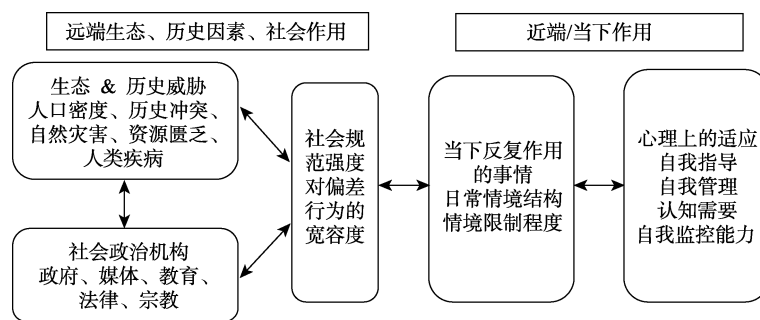 远端生态、历史因素、社会作用
近端/当下作用
生态 & 历史威胁
人口密度、历史冲突、
自然灾害、资源匮乏、
人类疾病
社会政治机构
政府、媒体、教育、
法律、宗教
社会规
范强度
对偏差
行为的
宽容度
当下反复作用
的事情
日常情境结构
情境限制程度
心理上的适应
自我指导
自我管理
认知需要
自我监控能力